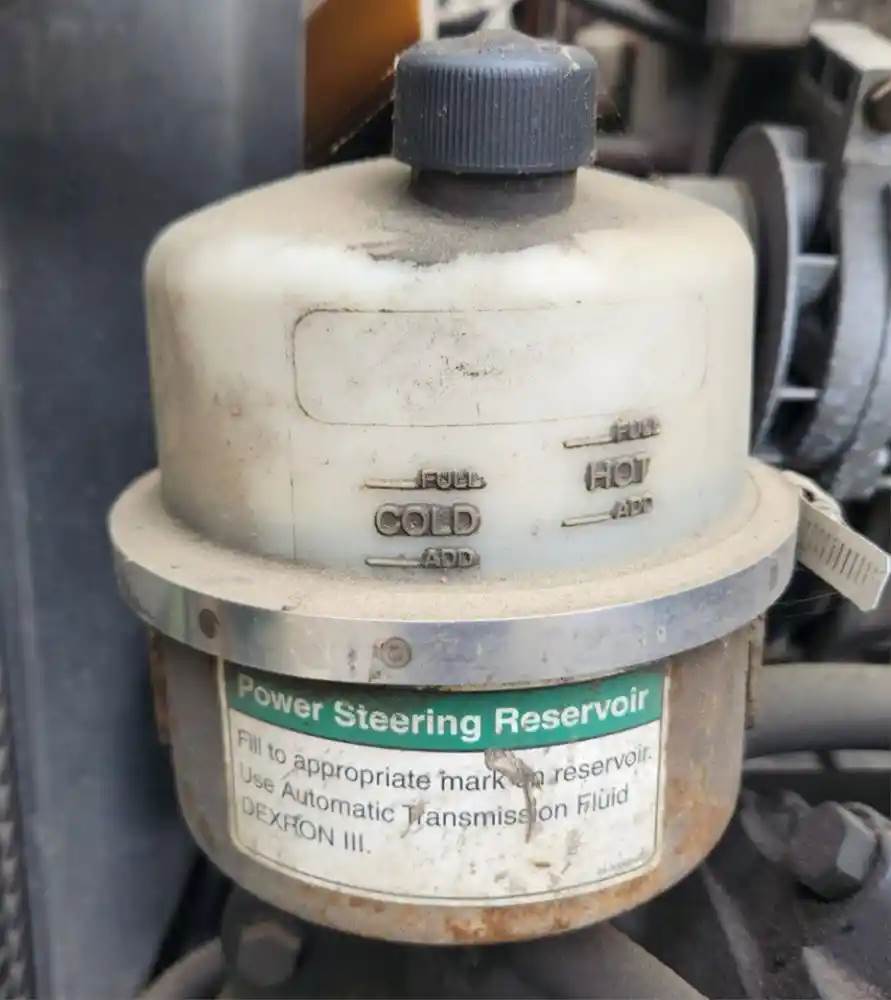 FULL
HOT
ADD
FULL
COLD
ADD
Power Steering Reservoir
Fill to appropriate mark on reservoir.
Use Automatic Transmission Fluid
DEXRON III.